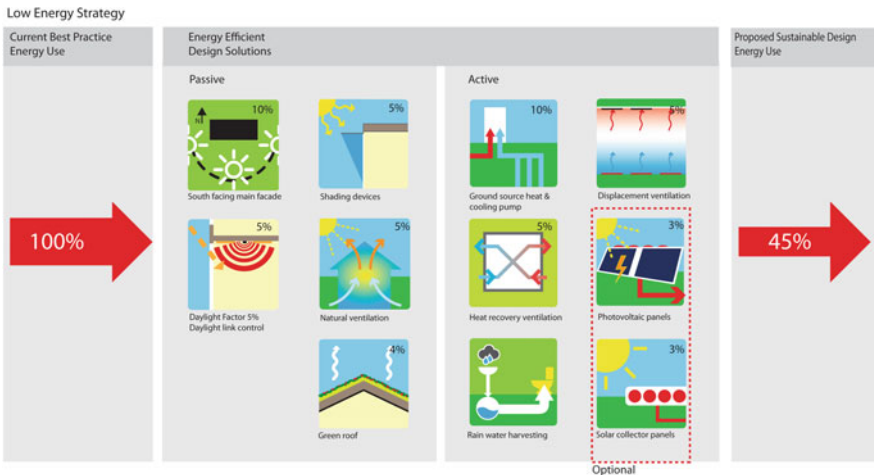 Low Energy Strategy
Current Best Practice
Energy Use
100%
Energy Efficient
Design Solutions
Passive
N
10%
South facing main facade
5%
Shading devices
5%
Daylight Factor 5%
Daylight link control
5%
Natural ventilation
4%
Green roof
Active
10%
Ground source heat &
cooling pump
5%
Displacement ventilation
5%
Heat recovery ventilation
3%
Photovoltaic panels
Rain water harvesting
3%
Solar collector panels
Optional
Proposed Sustainable Design
Energy Use
45%